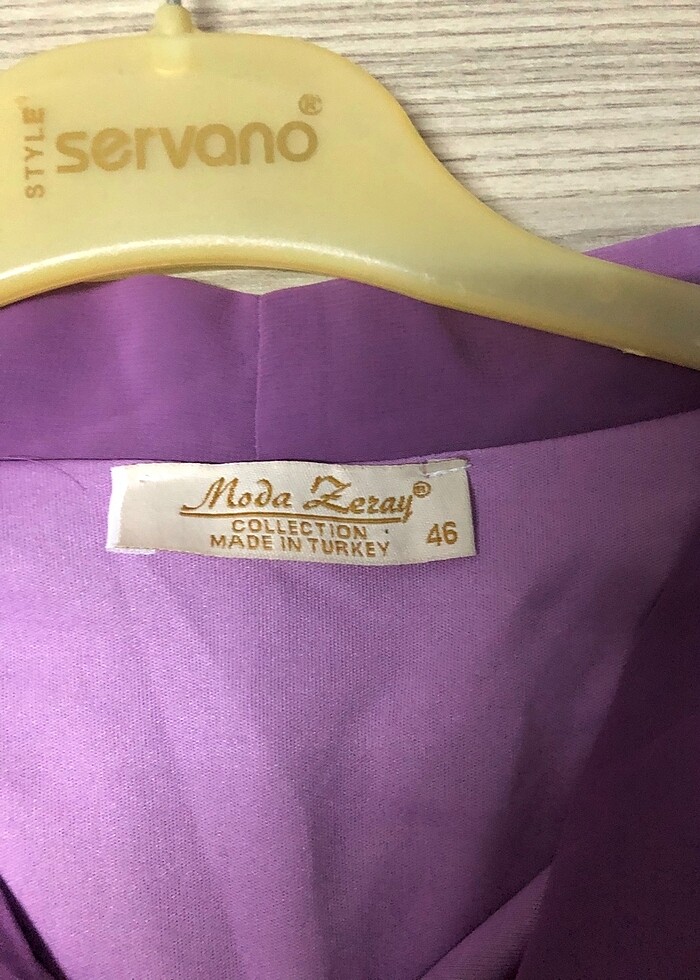 STYLE servano®
Moda Zeray®
COLLECTION
MADE IN TURKEY
46